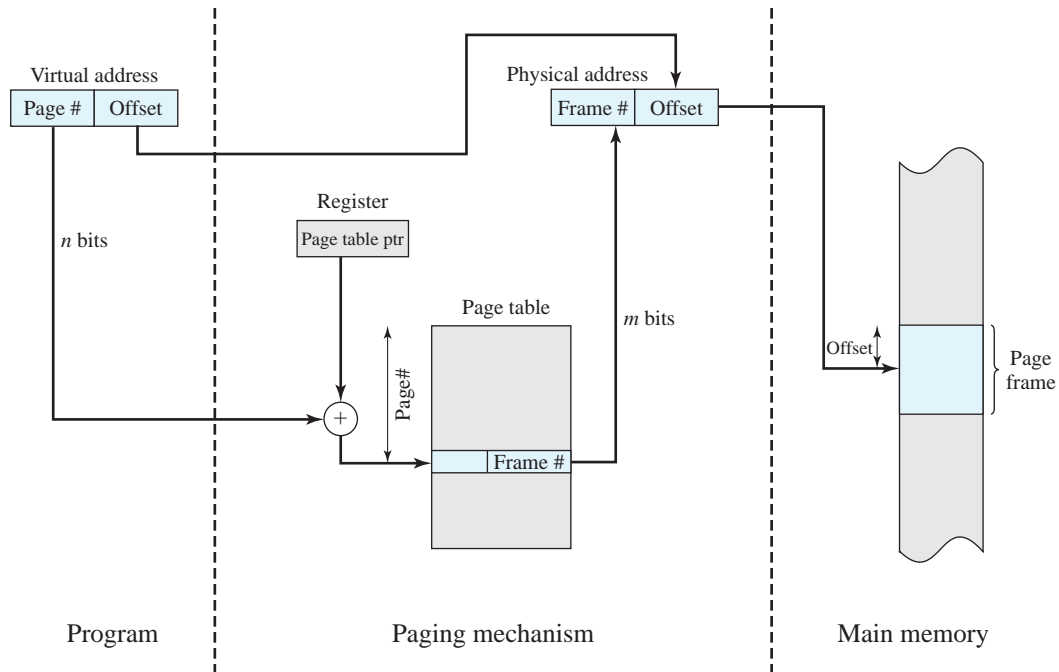 Virtual address
Page #
Offset
Physical address
Frame #
Offset
Register
Page table ptr
n bits
Page table
m bits
Page#
+
Frame #
Offset
Page
frame
Program
Paging mechanism
Main memory